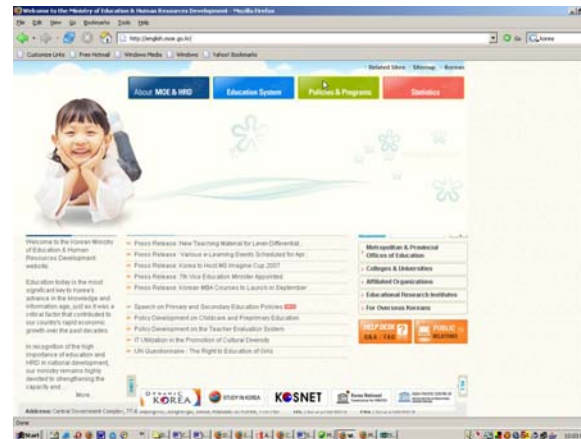 Welcome to the Ministry of Education & Human Resources Development - Mozilla Firefox
File Edit View Go Bookmarks Tools Help
http://english.moe.go.kr/
Go
korea
Customize Links Free Hotmail Windows Media Windows Yahoo! Bookmarks
Related Sites Sitemap Korean
About MOE & HRD Education System Policies & Programs Statistics
Welcome to the Korean Ministry
of Education & Human
Resources Development
website.
Education today is the most
significant key to Korea's
advance in the knowledge and
information age, just as it was a
critical factor that contributed to
our country's rapid economic
growth over the past decades.
In recognition of the high
importance of education and
HRD in national development,
our ministry remains highly
devoted to strengthening the
capacity and
More...
Press Release: New Teaching Material for Level-Differentiat...
Press Release: Various e-Learning Events Scheduled for Apr...
Press Release: Korea to Host MS Imagine Cup 2007
Press Release: 7th Vice Education Minister Appointed
Press Release: Korean MBA Courses to Launch in September
Speech on Primary and Secondary Education Policies
Policy Development on Childcare and Preprimary Education
Policy Development on the Teacher Evaluation System
IT Utilization in the Promotion of Cultural Diversity
UN Questionnaire - The Right to Education of Girls
Metropolitan & Provincial
Offices of Education
Colleges & Universities
Affiliated Organizations
Educational Research Institutes
For Overseas Koreans
HELP DESK
Q&A / FAQ
PUBLIC
RELATIONS
DYNAMIC
KOREA
STUDY IN KOREA
KOSNET
Korea National
Address: Central Government Complex,
Done
Start